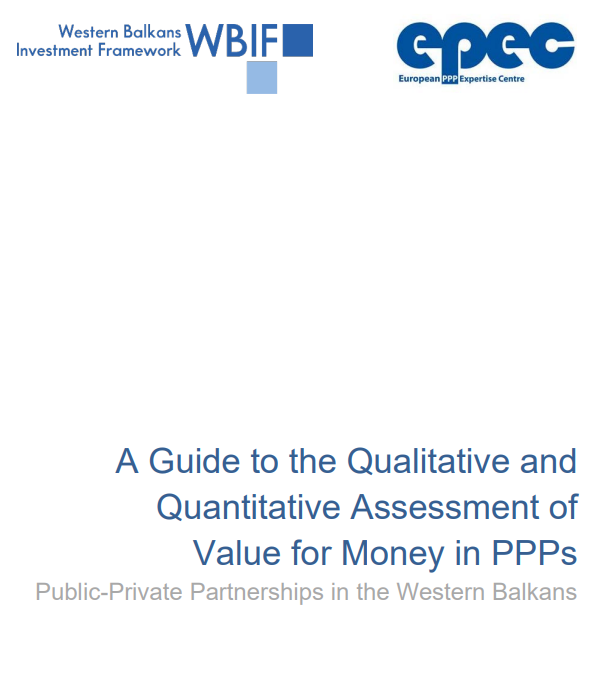 Western Balkans
Investment Framework
WBIF
epec
European PPP Expertise Centre
A Guide to the Qualitative and
Quantitative Assessment of
Value for Money in PPPs
Public-Private Partnerships in the Western Balkans